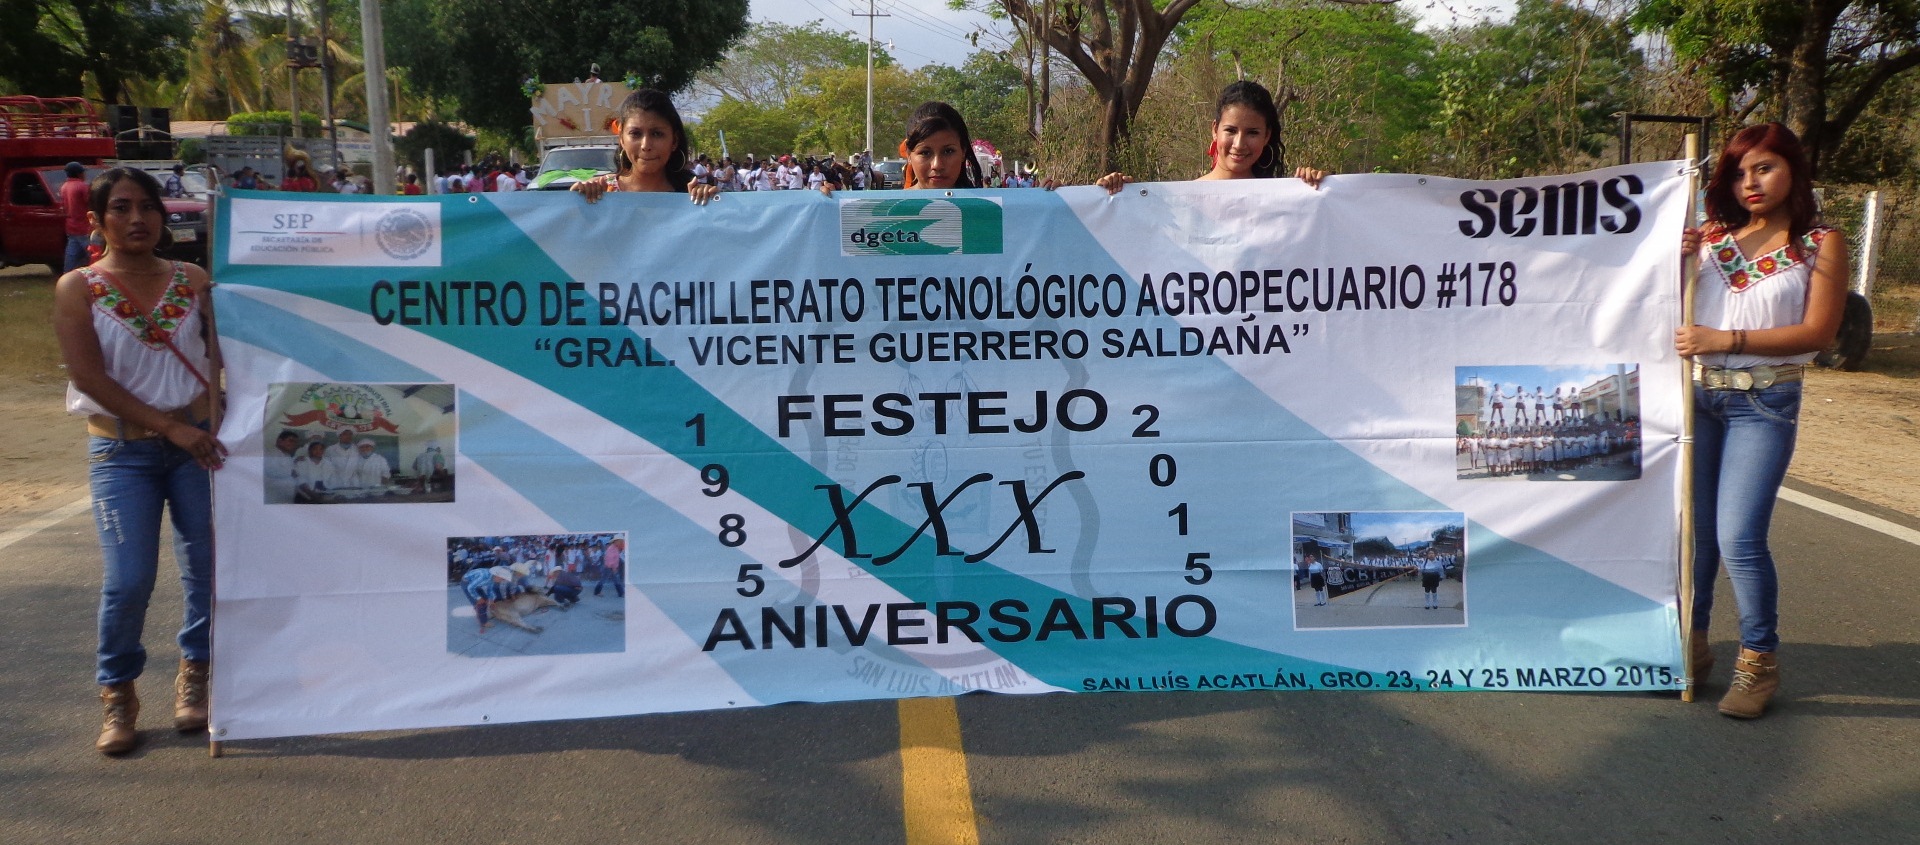 MAYR
I
SEP
SECRETARÍA DE
EDUCACIÓN PÚBLICA
dgeta
sems
CENTRO DE BACHILLERATO TECNOLÓGICO AGROPECUARIO #178
“GRAL. VICENTE GUERRERO SALDAÑA”
FESTEJO
1985
XXX
2015
ANIVERSARIO
SAN LUIS ACATLAN,
SAN LUÍS ACATLÁN, GRO. 23, 24 Y 25 MARZO 2015